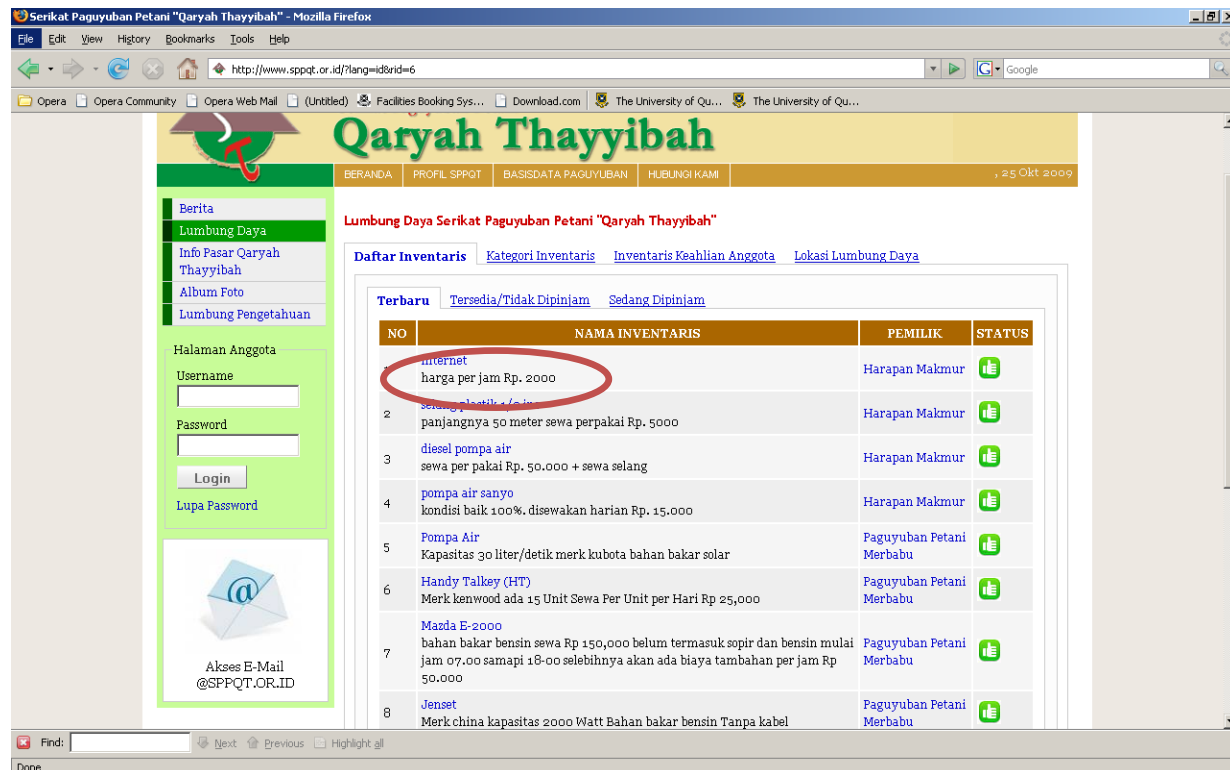 Serikat Paguyuban Petani "Qaryah Thayyibah" - Mozilla Firefox
File Edit View History Bookmarks Tools Help
http://www.sppqt.or.id/?lang=id&rid=6
Google
Opera Opera Community Opera Web Mail (Untitled) Facilities Booking Sys... Download.com The University of Qu... The University of Qu...
Qaryah Thayyibah
BERANDA PROFIL SPPQT BASISDATA PAGUYUBAN HUBUNGI KAMI , 25 Okt 2009
Berita
Lumbung Daya
Info Pasar Qaryah
Thayyibah
Album Foto
Lumbung Pengetahuan
Halaman Anggota
Username
Password
Login
Lupa Password
Akses E-Mail
@SPPQT.OR.ID
Lumbung Daya Serikat Paguyuban Petani "Qaryah Thayyibah"
Daftar Inventaris Kategori Inventaris Inventaris Keahlian Anggota Lokasi Lumbung Daya
Terbaru Tersedia/Tidak Dipinjam Sedang Dipinjam
NO NAMA INVENTARIS PEMILIK STATUS
internet
harga per jam Rp. 2000
Harapan Makmur
2
selang plastik
panjangnya 50 meter sewa perpakai Rp. 5000
Harapan Makmur
3
diesel pompa air
sewa per pakai Rp. 50.000 + sewa selang
Harapan Makmur
4
pompa air sanyo
kondisi baik 100%. disewakan harian Rp. 15.000
Harapan Makmur
5
Pompa Air
Kapasitas 30 liter/detik merk kubota bahan bakar solar
Paguyuban Petani
Merbabu
6
Handy Talkey (HT)
Merk kenwood ada 15 Unit Sewa Per Unit per Hari Rp 25,000
Paguyuban Petani
Merbabu
7
Mazda E-2000
bahan bakar bensin sewa Rp 150,000 belum termasuk sopir dan bensin mulai
jam 07.00 samapi 18-00 selebihnya akan ada biaya tambahan per jam Rp
50.000
Paguyuban Petani
Merbabu
8
Jenset
Merk china kapasitas 2000 Watt Bahan bakar bensin Tanpa kabel
Paguyuban Petani
Merbabu
Find: Next Previous Highlight all
Done